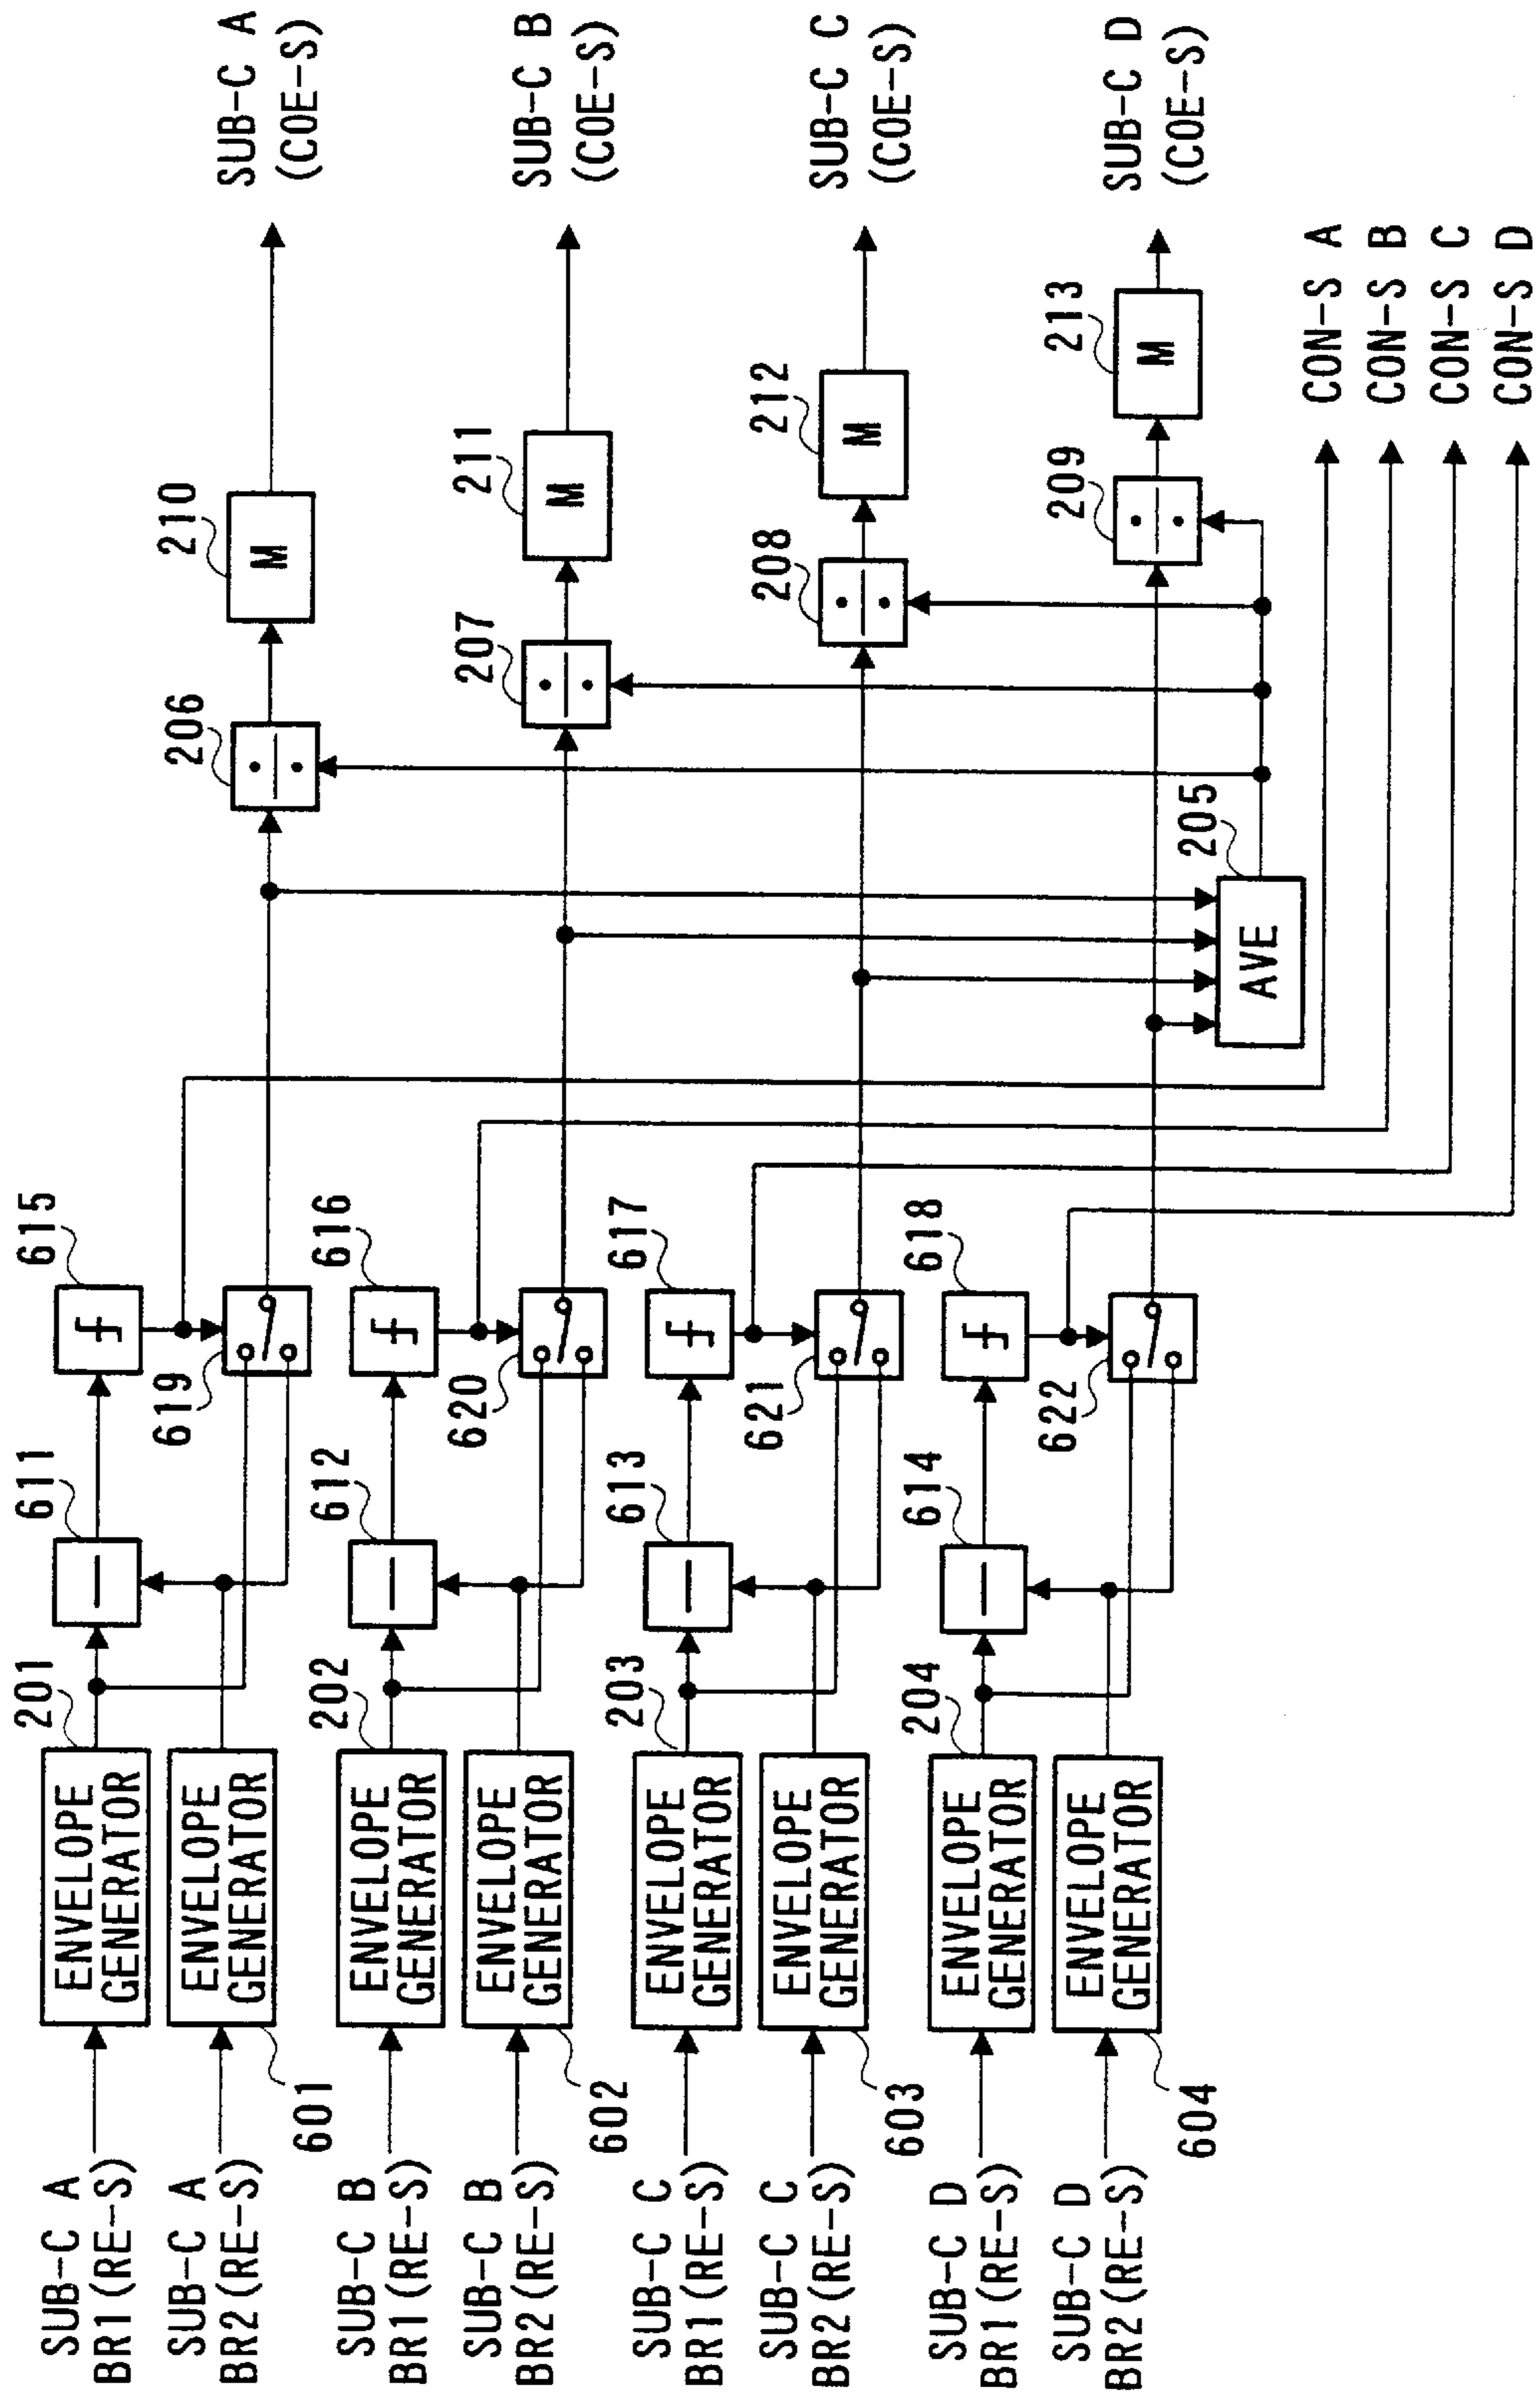 SUB-C A
BR1(RE-S)
SUB-C A
BR2(RE-S)
601
ENVELOPE
GENERATOR
ENVELOPE
GENERATOR
201
611
615
619
206
210
M
SUB-C A
(COE-S)
SUB-C B
BR1(RE-S)
SUB-C B
BR2(RE-S)
602
ENVELOPE
GENERATOR
ENVELOPE
GENERATOR
202
612
616
620
207
211
M
SUB-C B
(COE-S)
SUB-C C
BR1(RE-S)
SUB-C C
BR2(RE-S)
603
ENVELOPE
GENERATOR
ENVELOPE
GENERATOR
203
613
617
621
208
212
M
SUB-C C
(COE-S)
SUB-C D
BR1(RE-S)
SUB-C D
BR2(RE-S)
604
ENVELOPE
GENERATOR
ENVELOPE
GENERATOR
204
614
618
622
209
213
M
SUB-C D
(COE-S)
205
AVE
CON-S A
CON-S B
CON-S C
CON-S D